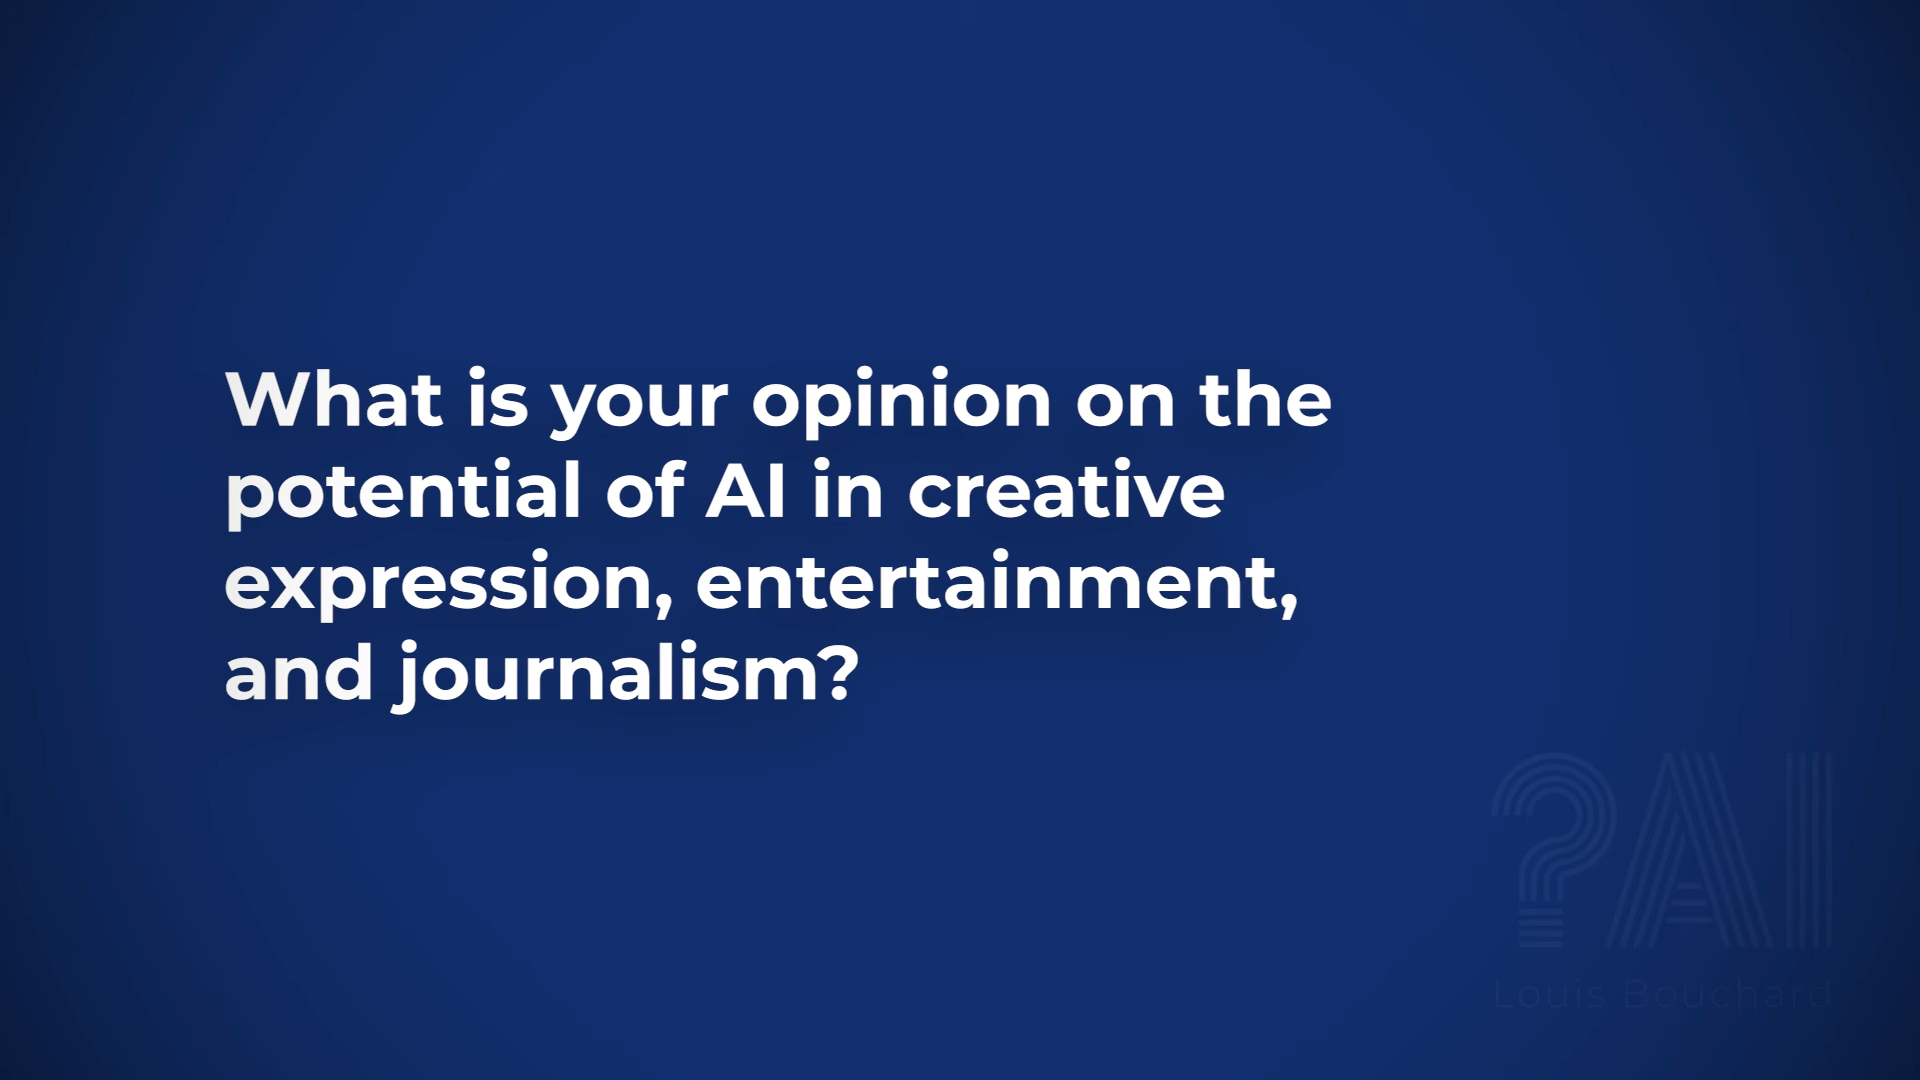 What is your opinion on the
potential of AI in creative
expression, entertainment,
and journalism?
?AI
Louis Bouchard